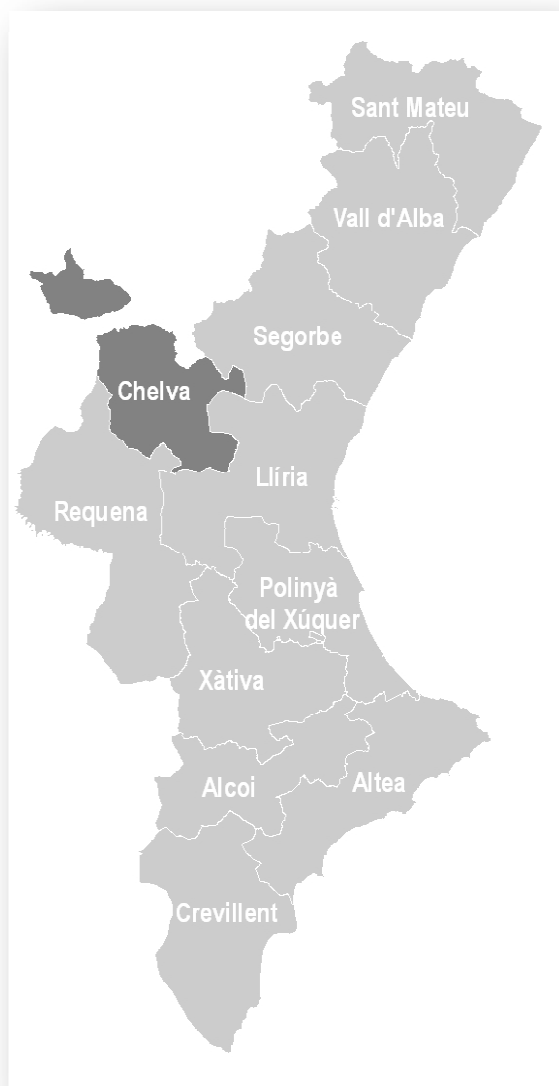 Sant Mateu
Vall d'Alba
Segorbe
Chelva
Llíria
Requena
Polinyà
del Xúquer
Xàtiva
Alcoi
Altea
Crevillent